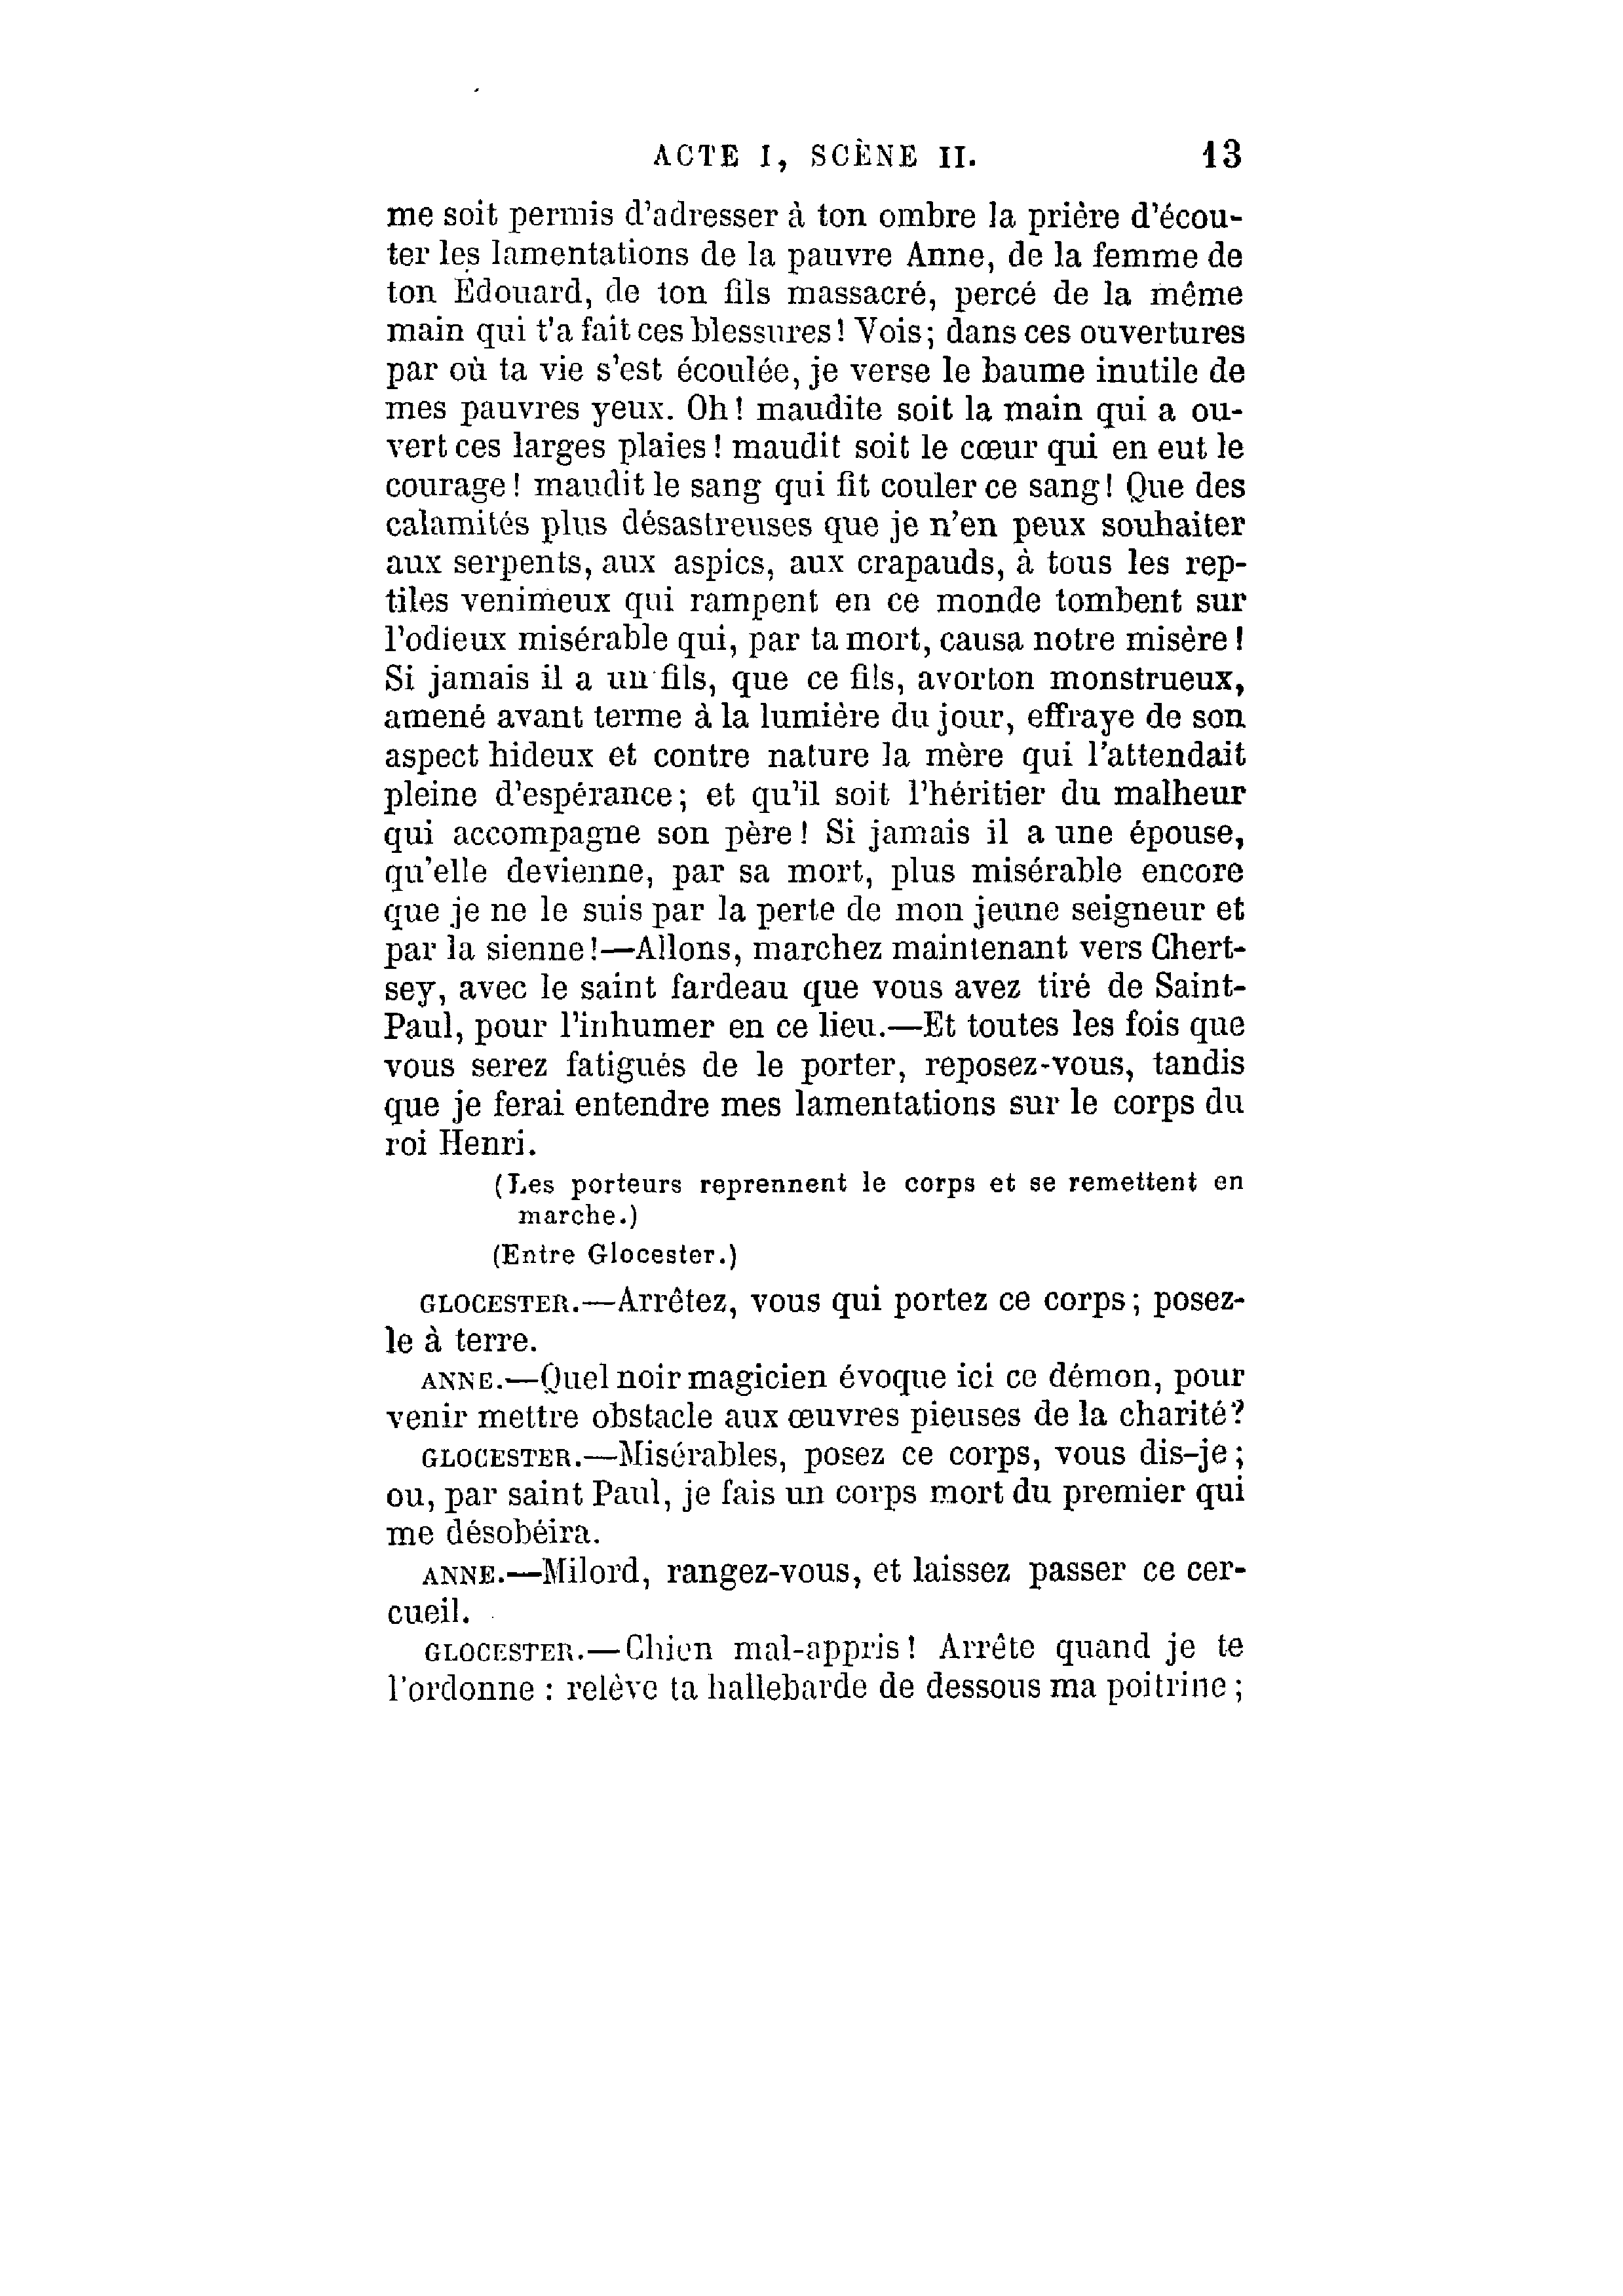 ACTE I, SCÈNE II. 13
me soit permis d'adresser à ton ombre la prière d'écou-
ter les lamentations de la pauvre Anne, de la femme de
ton Édouard, de ton fils massacré, percé de la même
main qui t'a fait ces blessures! Vois; dans ces ouvertures
par où ta vie s'est écoulée, je verse le baume inutile de
mes pauvres yeux. Oh! maudite soit la main qui a ou-
vert ces larges plaies! maudit soit le cœur qui en eut le
courage! maudit le sang qui fit couler ce sang! Que des
calamités plus désastreuses que je n'en peux souhaiter
aux serpents, aux aspics, aux crapauds, à tous les rep-
tiles venimeux qui rampent en ce monde tombent sur
l'odieux misérable qui, par ta mort, causa notre misère!
Si jamais il a un fils, que ce fils, avorton monstrueux,
amené avant terme à la lumière du jour, effraye de son
aspect hideux et contre nature la mère qui l'attendait
pleine d'espérance; et qu'il soit l'héritier du malheur
qui accompagne son père! Si jamais il a une épouse,
qu'elle devienne, par sa mort, plus misérable encore
que je ne le suis par la perte de mon jeune seigneur et
par la sienne!—Allons, marchez maintenant vers Chert-
sey, avec le saint fardeau que vous avez tiré de Saint-
Paul, pour l'inhumer en ce lieu.—Et toutes les fois que
vous serez fatigués de le porter, reposez-vous, tandis
que je ferai entendre mes lamentations sur le corps du
roi Henri.
(Les porteurs reprennent le corps et se remettent en
marche.)
(Entre Glocester.)
GLOCESTER.—Arrêtez, vous qui portez ce corps; posez-
le à terre.
ANNE.—Quel noir magicien évoque ici ce démon, pour
venir mettre obstacle aux œuvres pieuses de la charité?
GLOCESTER.—Misérables, posez ce corps, vous dis-je;
ou, par saint Paul, je fais un corps mort du premier qui
me désobéira.
ANNE.—Milord, rangez-vous, et laissez passer ce cer-
cueil.
GLOCESTER.—Chien mal-appris! Arrête quand je te
l'ordonne : relève ta hallebarde de dessous ma poitrine;